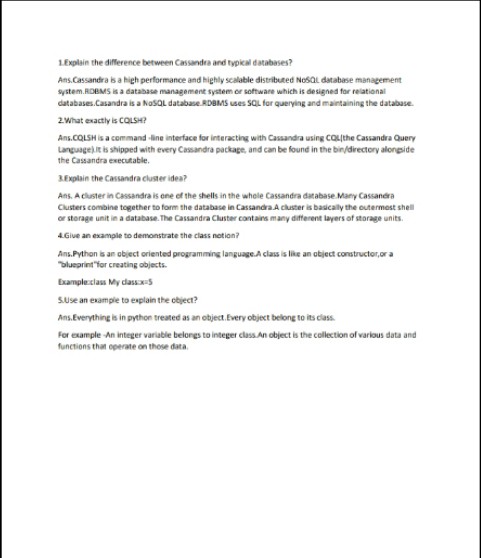 1.Explain the difference between Cassandra and typical databases?
Ans.Cassandra is a high performance and highly scalable distributed NoSQL database management
system.RDBMS is a database management system or software which is designed for relational
databases.Casandra is a NoSQL database.RDBMS uses SQL for querying and maintaining the database.
2.What exactly is CQLSH?
Ans.CQLSH is a command -line interface for interacting with Cassandra using CQL(the Cassandra Query
Language).It is shipped with every Cassandra package, and can be found in the bin/directory alongside
the Cassandra executable.
3.Explain the Cassandra cluster idea?
Ans. A cluster in Cassandra is one of the shells in the whole Cassandra database.Many Cassandra
Clusters combine together to form the database in Cassandra.A cluster is basically the outermost shell
or storage unit in a database.The Cassandra Cluster contains many different layers of storage units.
4.Give an example to demonstrate the class notion?
Ans.Python is an object oriented programming language.A class is like an object constructor,or a
"blueprint"for creating objects.
Example:class My class:x=5
5.Use an example to explain the object?
Ans.Everything is in python treated as an object.Every object belong to its class.
For example -An integer variable belongs to integer class.An object is the collection of various data and
functions that operate on those data.